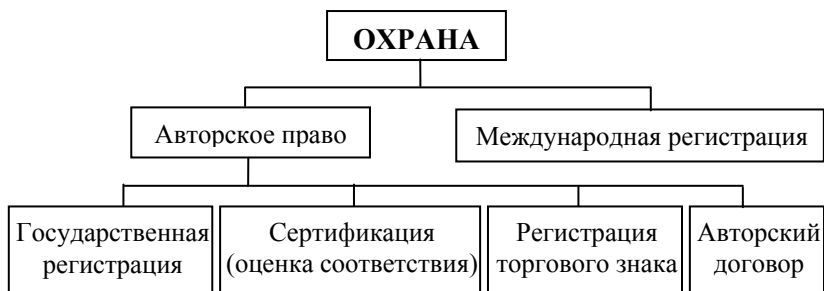 ОХРАНА
Авторское право
Международная регистрация
Государственная
регистрация
Сертификация
(оценка соответствия)
Регистрация
торгового знака
Авторский
договор